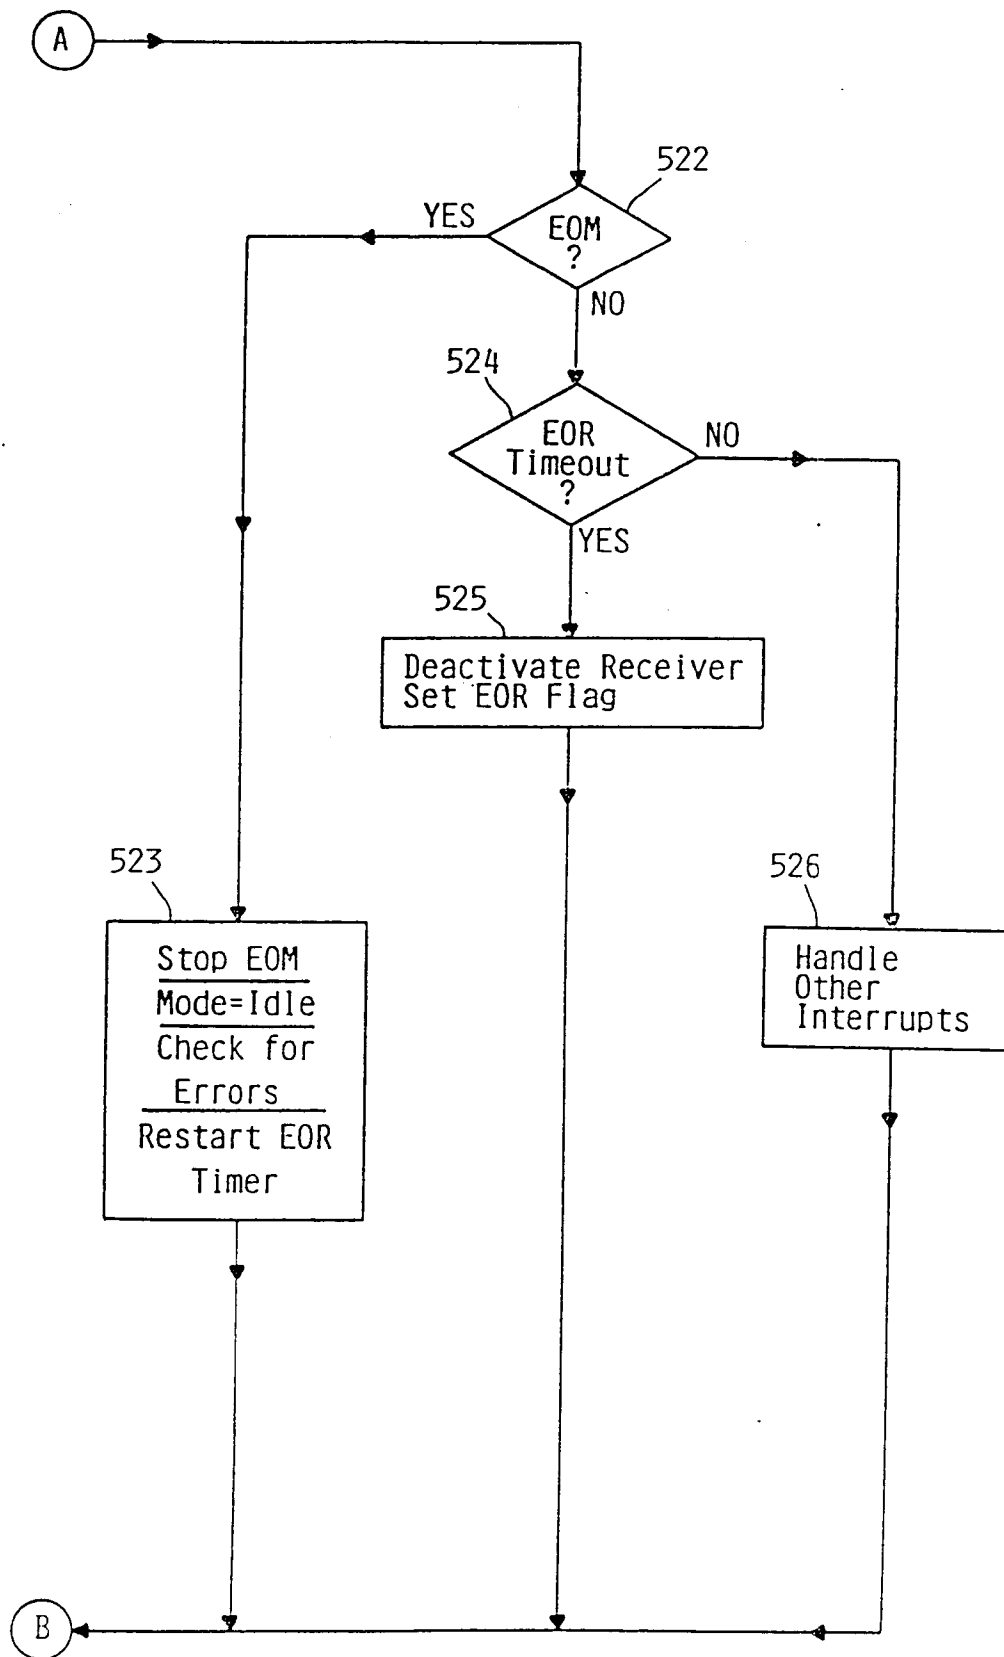 A
522
YES
EOM
?
NO
524
EOR
Timeout
?
NO
YES
525
Deactivate Receiver
Set EOR Flag
523
Stop EOM
Mode=Idle
Check for
Errors
Restart EOR
Timer
526
Handle
Other
Interrupts
B